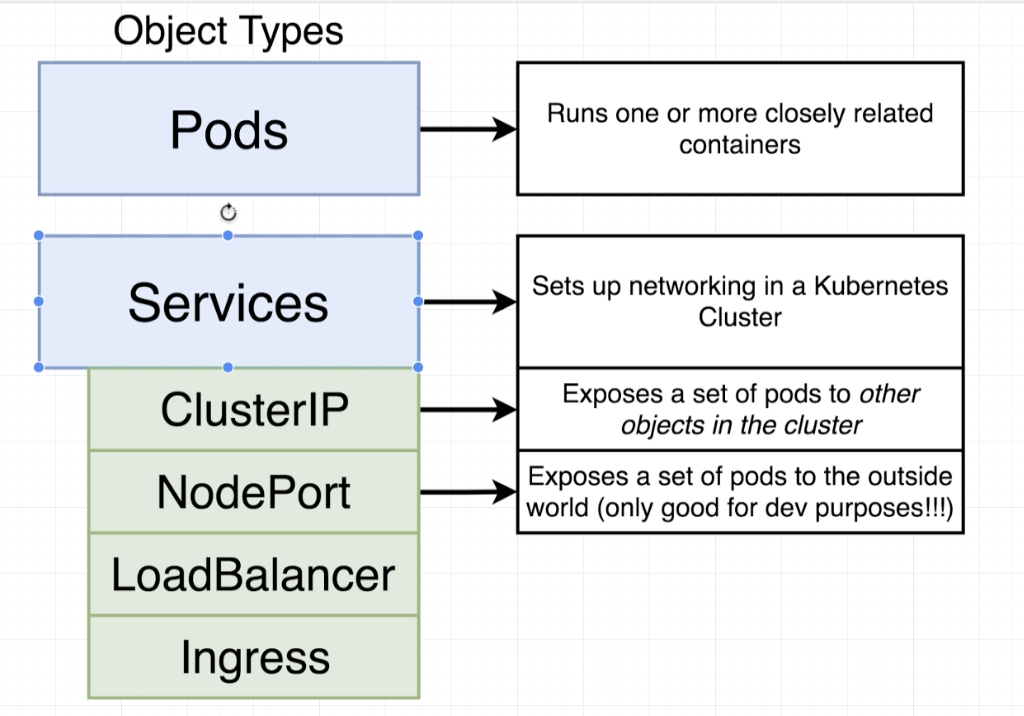 Object Types
Pods
Runs one or more closely related
containers
Services
Sets up networking in a Kubernetes
Cluster
ClusterIP
Exposes a set of pods to other
objects in the cluster
NodePort
Exposes a set of pods to the outside
world (only good for dev purposes!!!)
LoadBalancer
Ingress